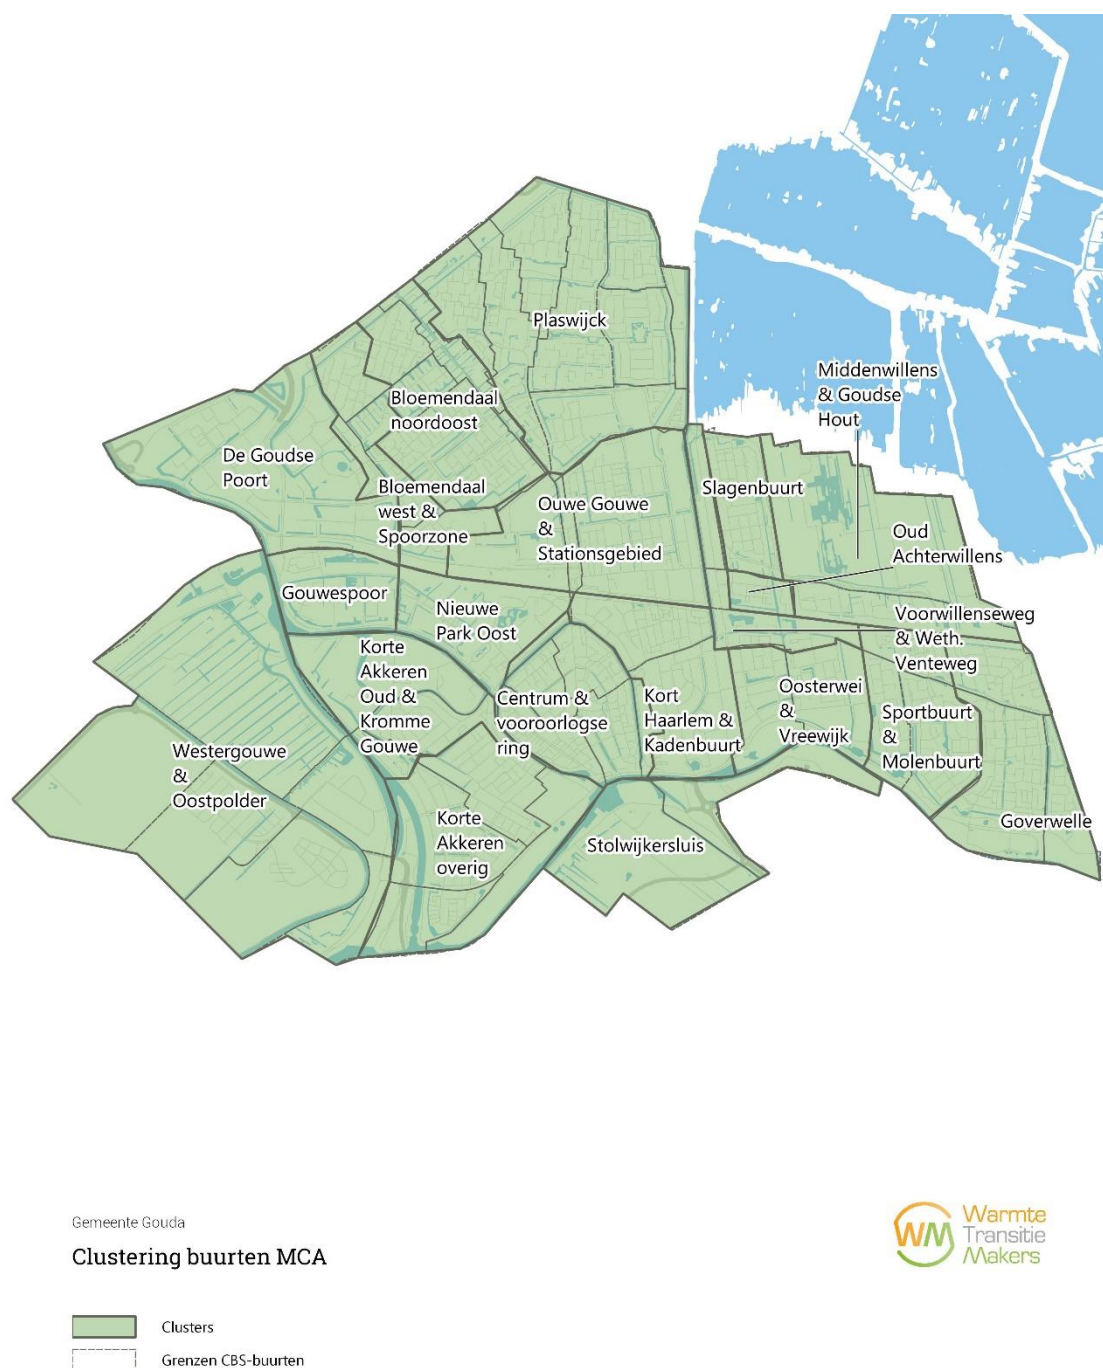 Plaswijck
Middenwillens
& Goudse
Hout
Bloemendaal
noordoost
De Goudse
Poort
Bloemendaal
west &
Spoorzone
Ouwe Gouwe
&
Stationsgebied
Slagenbuurt
Oud
Achterwillens
Gouwespoor
Nieuwe
Park Oost
Voorwillenseweg
& Weth.
Venteweg
Korte
Akkeren
Oud &
Kromme
Gouwe
Centrum &
vooroorlogse
ring
Kort
Haarlem &
Kadenbuurt
Oosterwei
&
Vreewijk
Sportbuurt
&
Molenbuurt
Westergouwe
&
Oostpolder
Korte
Akkeren
overig
Stolwijkersluis
Goverwelle
Gemeente Gouda
Clustering buurten MCA
WM
Warmte
Transitie
Makers
Clusters
Grenzen CBS-buurten